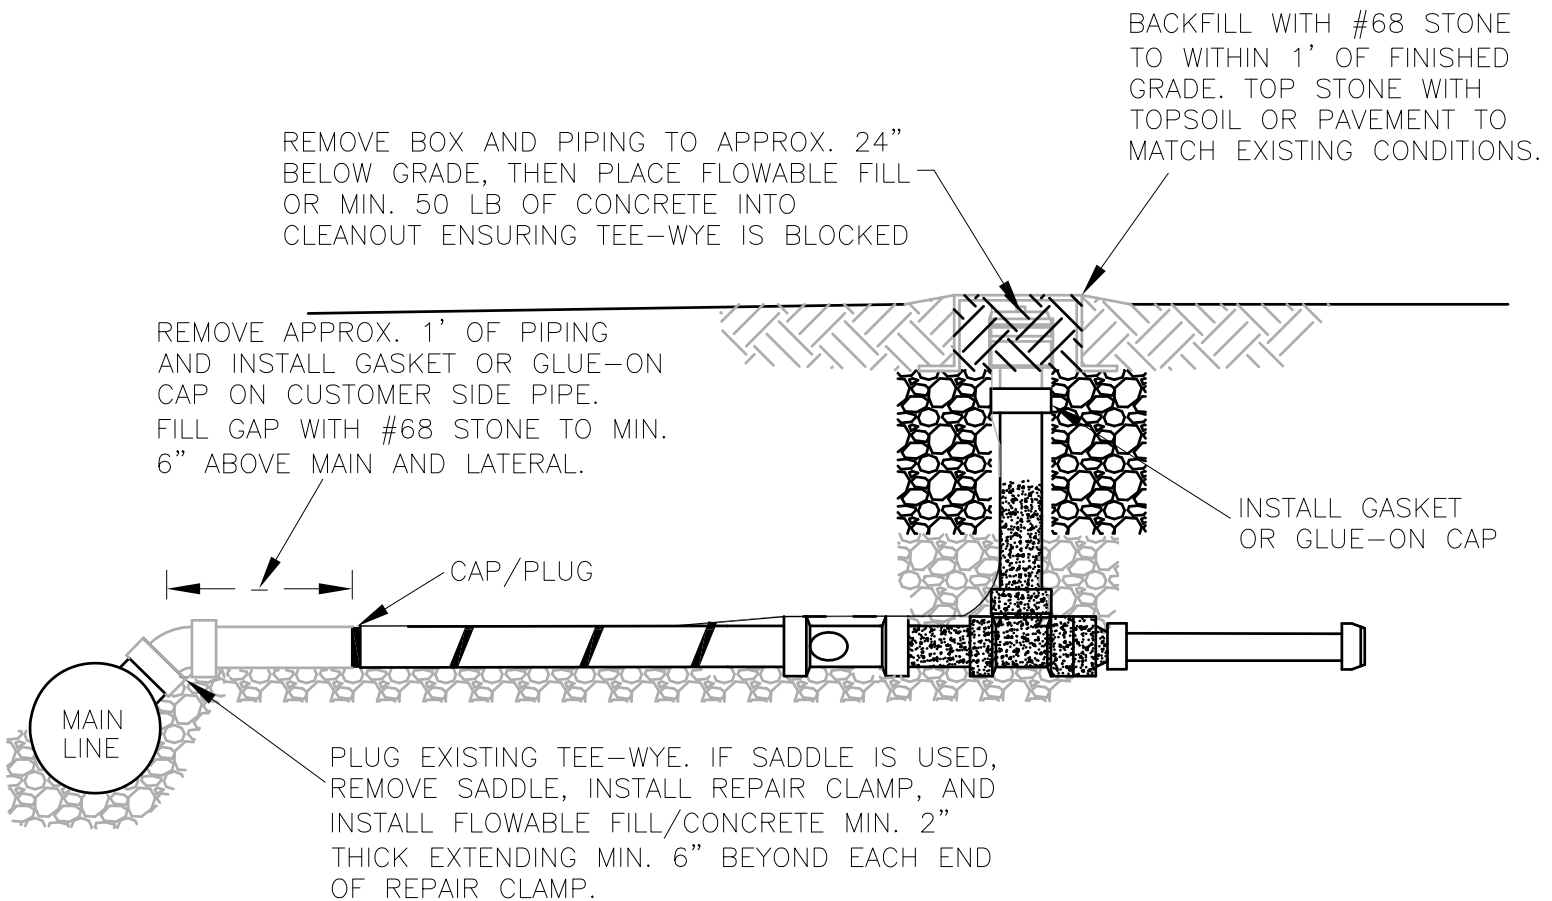 BACKFILL WITH #68 STONE
TO WITHIN 1' OF FINISHED
GRADE. TOP STONE WITH
TOPSOIL OR PAVEMENT TO
MATCH EXISTING CONDITIONS.
REMOVE BOX AND PIPING TO APPROX. 24"
BELOW GRADE, THEN PLACE FLOWABLE FILL
OR MIN. 50 LB OF CONCRETE INTO
CLEANOUT ENSURING TEE-WYE IS BLOCKED
REMOVE APPROX. 1' OF PIPING
AND INSTALL GASKET OR GLUE-ON
CAP ON CUSTOMER SIDE PIPE.
FILL GAP WITH #68 STONE TO MIN.
6" ABOVE MAIN AND LATERAL.
INSTALL GASKET
OR GLUE-ON CAP
CAP/PLUG
MAIN
LINE
PLUG EXISTING TEE-WYE. IF SADDLE IS USED,
REMOVE SADDLE, INSTALL REPAIR CLAMP, AND
INSTALL FLOWABLE FILL/CONCRETE MIN. 2"
THICK EXTENDING MIN. 6" BEYOND EACH END
OF REPAIR CLAMP.